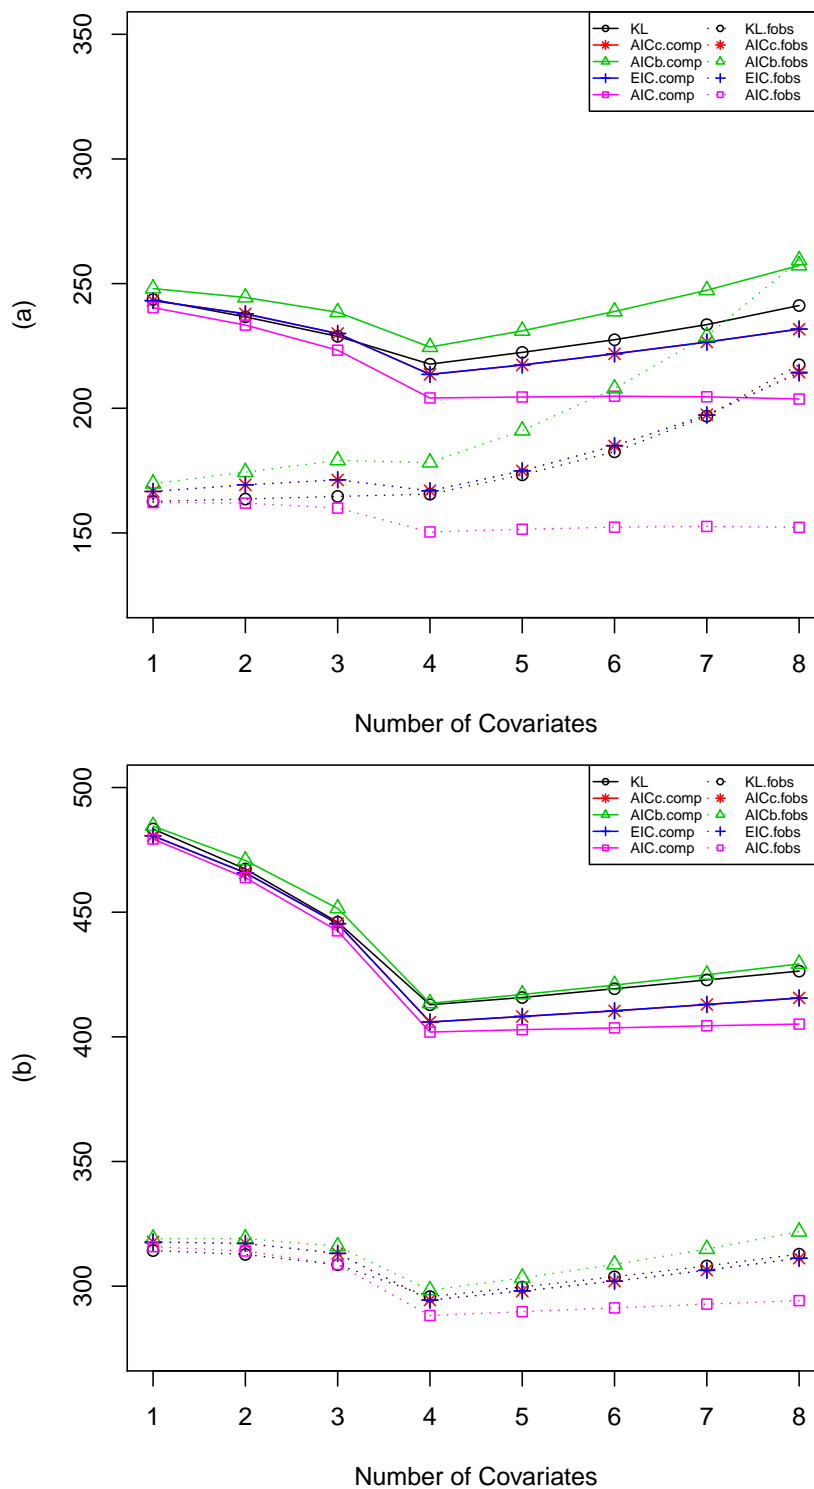 KL KL.fobs
AICc.comp AICc.fobs
AICb.comp AICb.fobs
EIC.comp EIC.fobs
AIC.comp AIC.fobs
350
300
250
200
150
(a)
1 2 3 4 5 6 7 8
Number of Covariates
KL KL.fobs
AICc.comp AICc.fobs
AICb.comp AICb.fobs
EIC.comp EIC.fobs
AIC.comp AIC.fobs
500
450
400
350
300
(b)
1 2 3 4 5 6 7 8
Number of Covariates